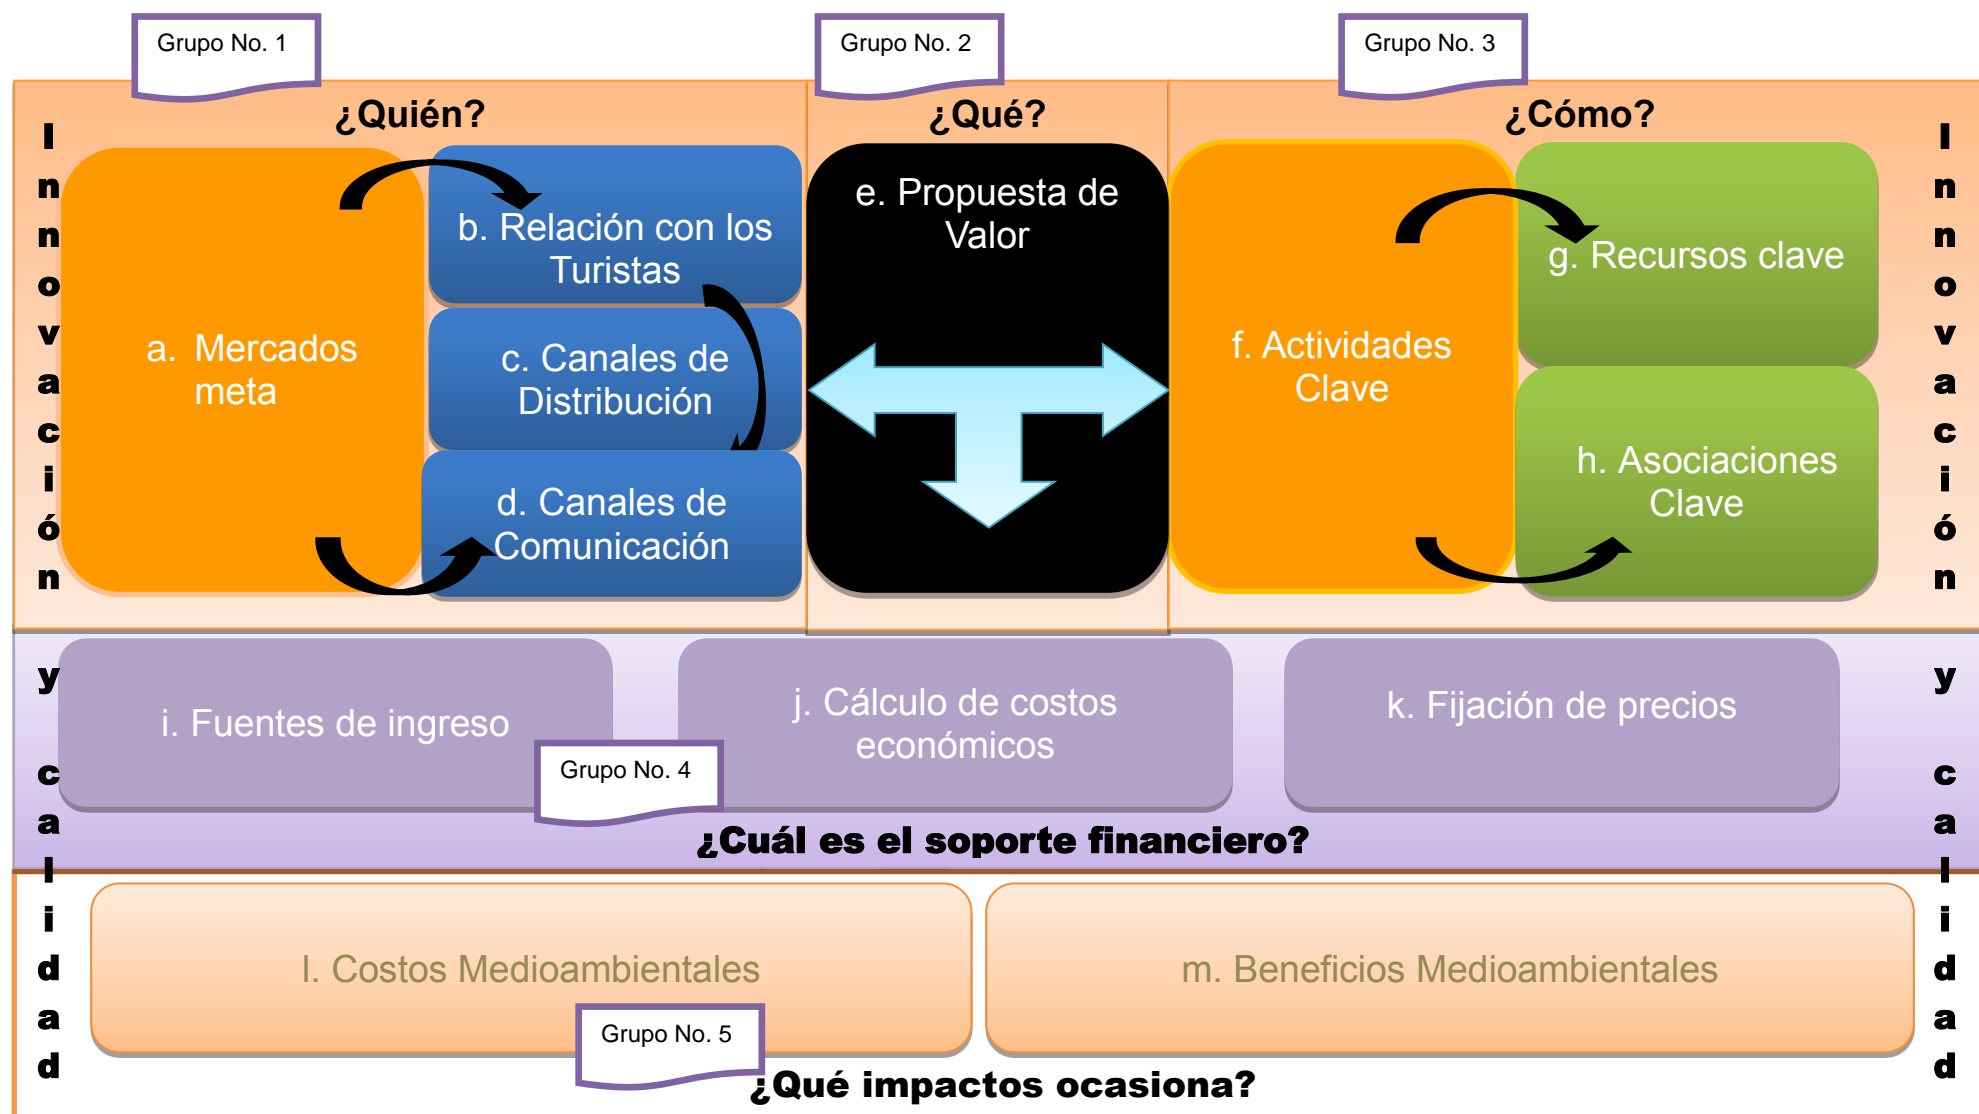 Grupo No. 1
Grupo No. 2
Grupo No. 3
¿Quién?
¿Qué?
¿Cómo?
Innovación
y calidad
a. Mercados
meta
b. Relación con los
Turistas
c. Canales de
Distribución
d. Canales de
Comunicación
e. Propuesta de
Valor
f. Actividades
Clave
g. Recursos clave
h. Asociaciones
Clave
Innovación
y calidad
i. Fuentes de ingreso
j. Cálculo de costos
económicos
k. Fijación de precios
Grupo No. 4
¿Cuál es el soporte financiero?
l. Costos Medioambientales
m. Beneficios Medioambientales
Grupo No. 5
¿Qué impactos ocasiona?